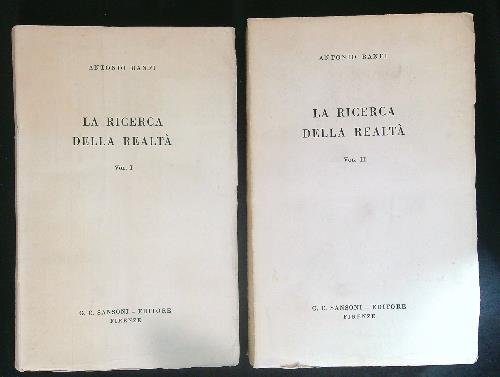 ANTONIO BANFI
LA RICERCA
DELLA REALTÀ
VOL. I
G. C. SANSONI - EDITORE
FIRENZE
ANTONIO BANFI
LA RICERCA
DELLA REALTÀ
VOL. II
G. C. SANSONI - EDITORE
FIRENZE